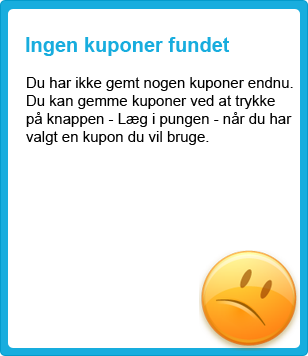 Ingen kuponer fundet
Du har ikke gemt nogen kuponer endnu.
Du kan gemme kuponer ved at trykke
på knappen - Læg i pungen - når du har
valgt en kupon du vil bruge.